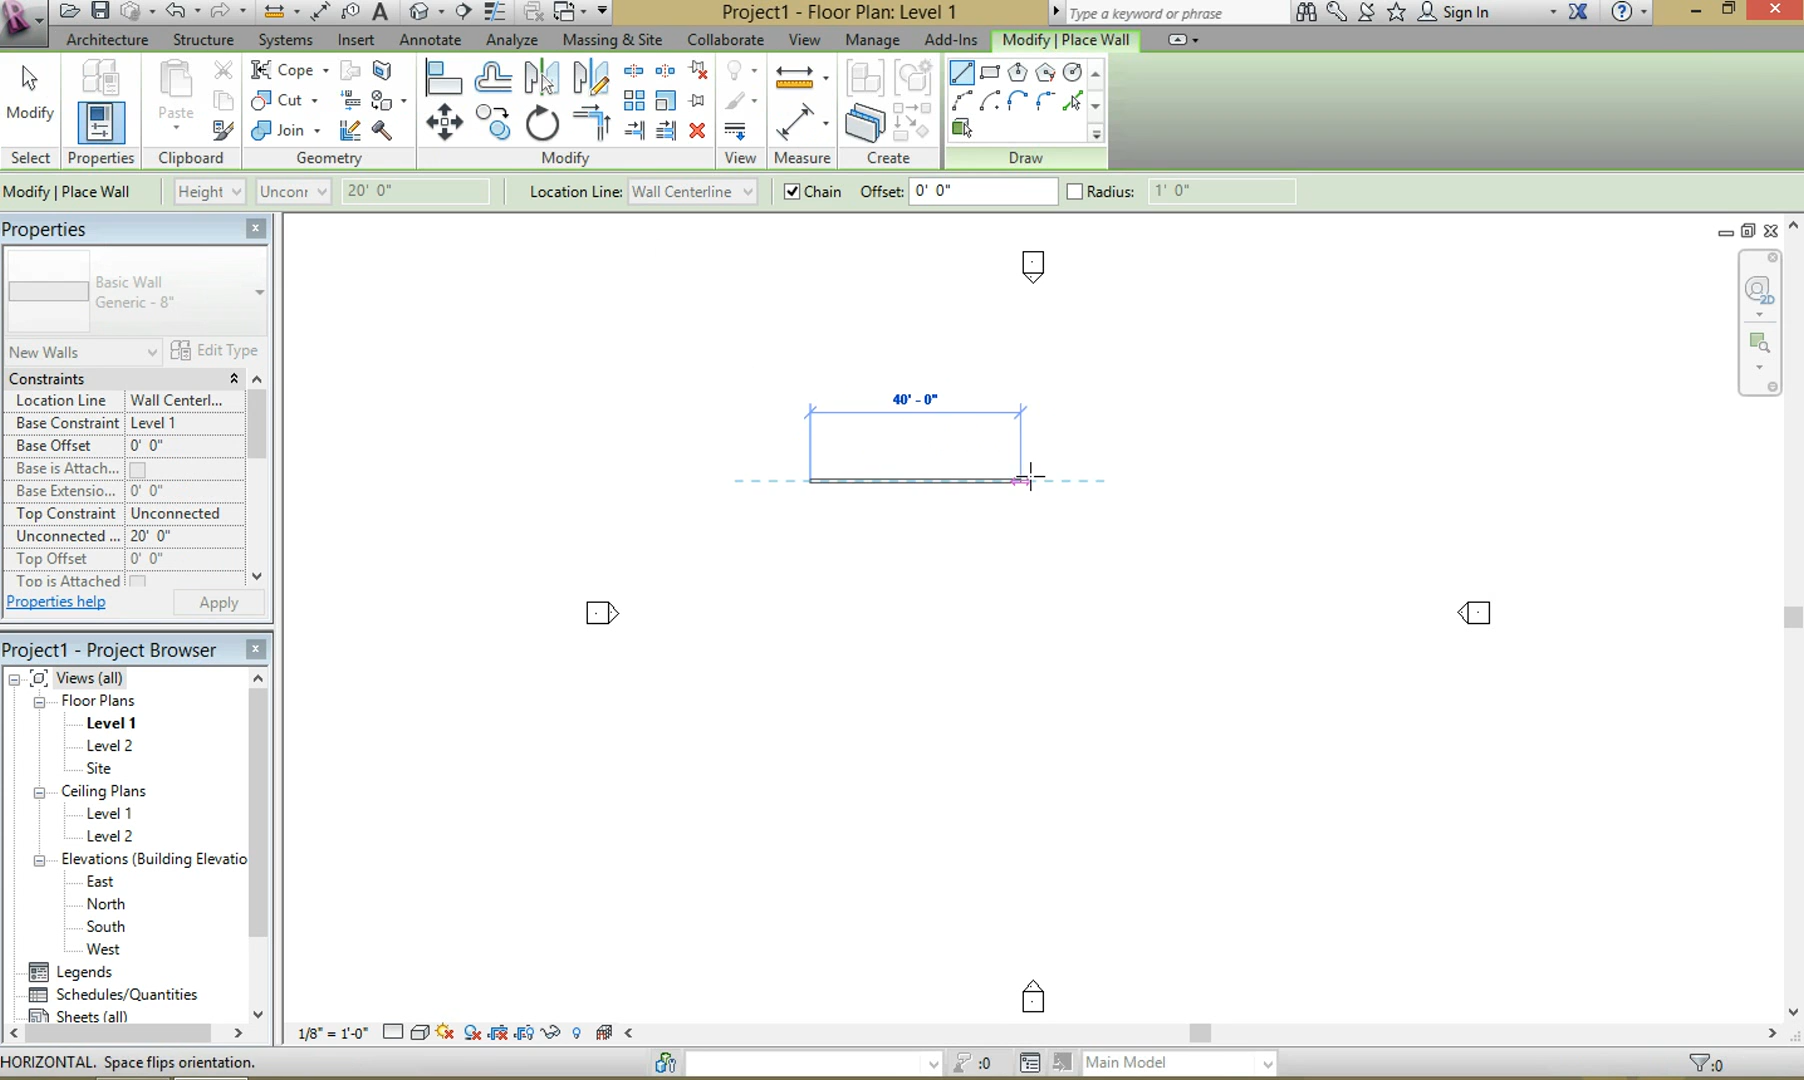 Project1 - Floor Plan: Level 1
Type a keyword or phrase
Sign In
Architecture Structure Systems Insert Annotate Analyze Massing & Site Collaborate View Manage Add-Ins Modify | Place Wall
Modify
Paste
Cope
Cut
Join
Select Properties Clipboard Geometry Modify View Measure Create Draw
Modify | Place Wall Height Unconr 20' 0" Location Line: Wall Centerline Chain Offset: 0' 0" Radius: 1' 0"
Properties
Basic Wall
Generic - 8"
New Walls Edit Type
Constraints
Location Line Wall Centerl...
Base Constraint Level 1
Base Offset 0' 0"
Base is Attach...
Base Extensio... 0' 0"
Top Constraint Unconnected
Unconnected ... 20' 0"
Top Offset 0' 0"
Top is Attached
Properties help Apply
40' - 0"
2D
Project1 - Project Browser
Views (all)
Floor Plans
Level 1
Level 2
Site
Ceiling Plans
Level 1
Level 2
Elevations (Building Elevatio
East
North
South
West
Legends
Schedules/Quantities
Sheets (all)
1/8" = 1'-0"
HORIZONTAL. Space flips orientation.
:0
Main Model
:0